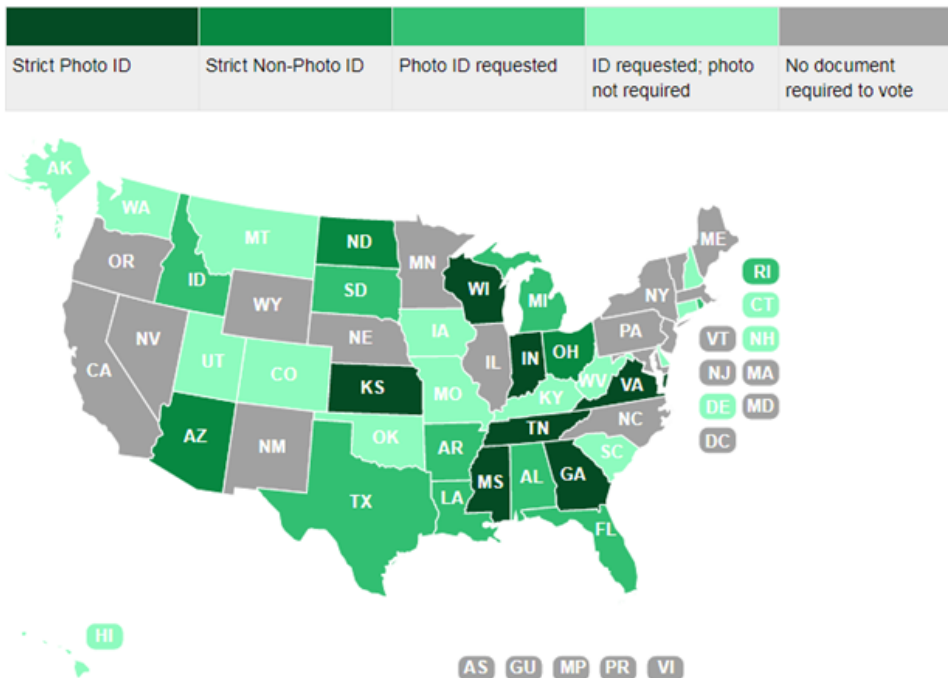 Strict Photo ID
Strict Non-Photo ID
Photo ID requested
ID requested; photo
not required
No document
required to vote
AK
WA
MT
ND
MN
ME
OR
ID
SD
WI
MI
NY
RI
WY
CT
NV
NE
IA
PA
VT
NH
CA
UT
CO
IL
IN
OH
WV
VA
NJ
MA
KS
MO
KY
DE
MD
AZ
NM
OK
AR
TN
NC
SC
DC
TX
LA
MS
AL
GA
FL
HI
AS
GU
MP
PR
VI